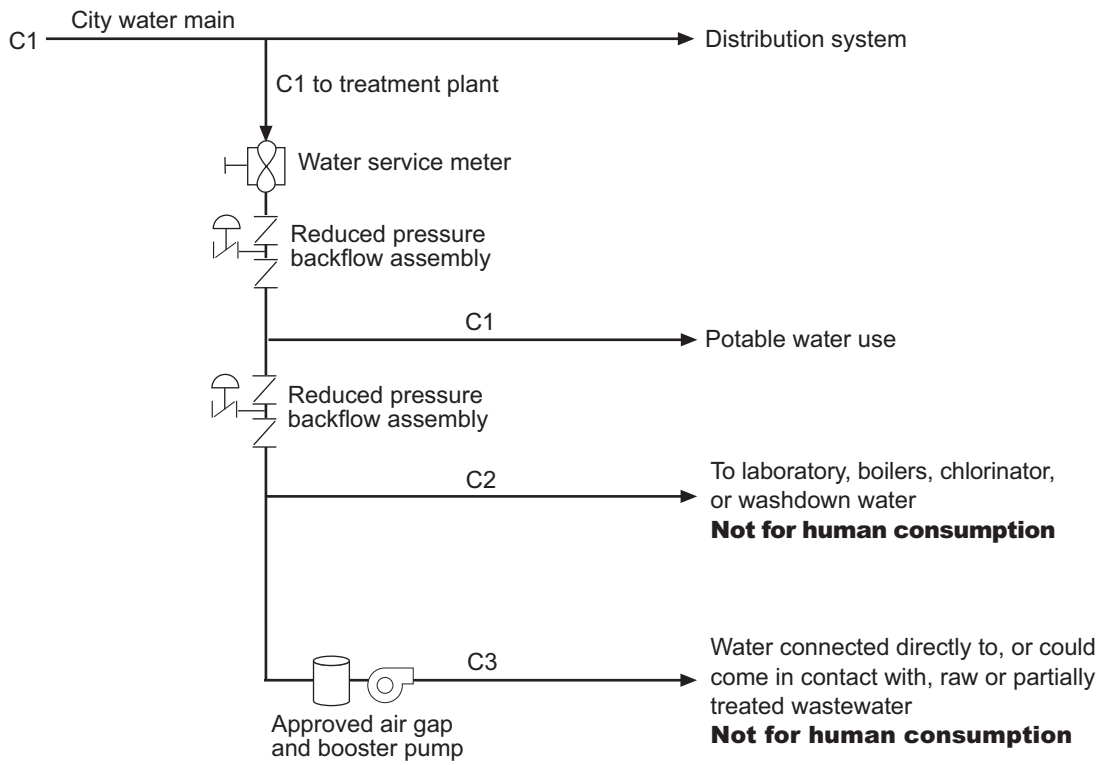 City water main
C1
Distribution system
C1 to treatment plant
Water service meter
Reduced pressure
backflow assembly
C1
Potable water use
Reduced pressure
backflow assembly
C2
To laboratory, boilers, chlorinator,
or washdown water
Not for human consumption
C3
Water connected directly to, or could
come in contact with, raw or partially
treated wastewater
Not for human consumption
Approved air gap
and booster pump